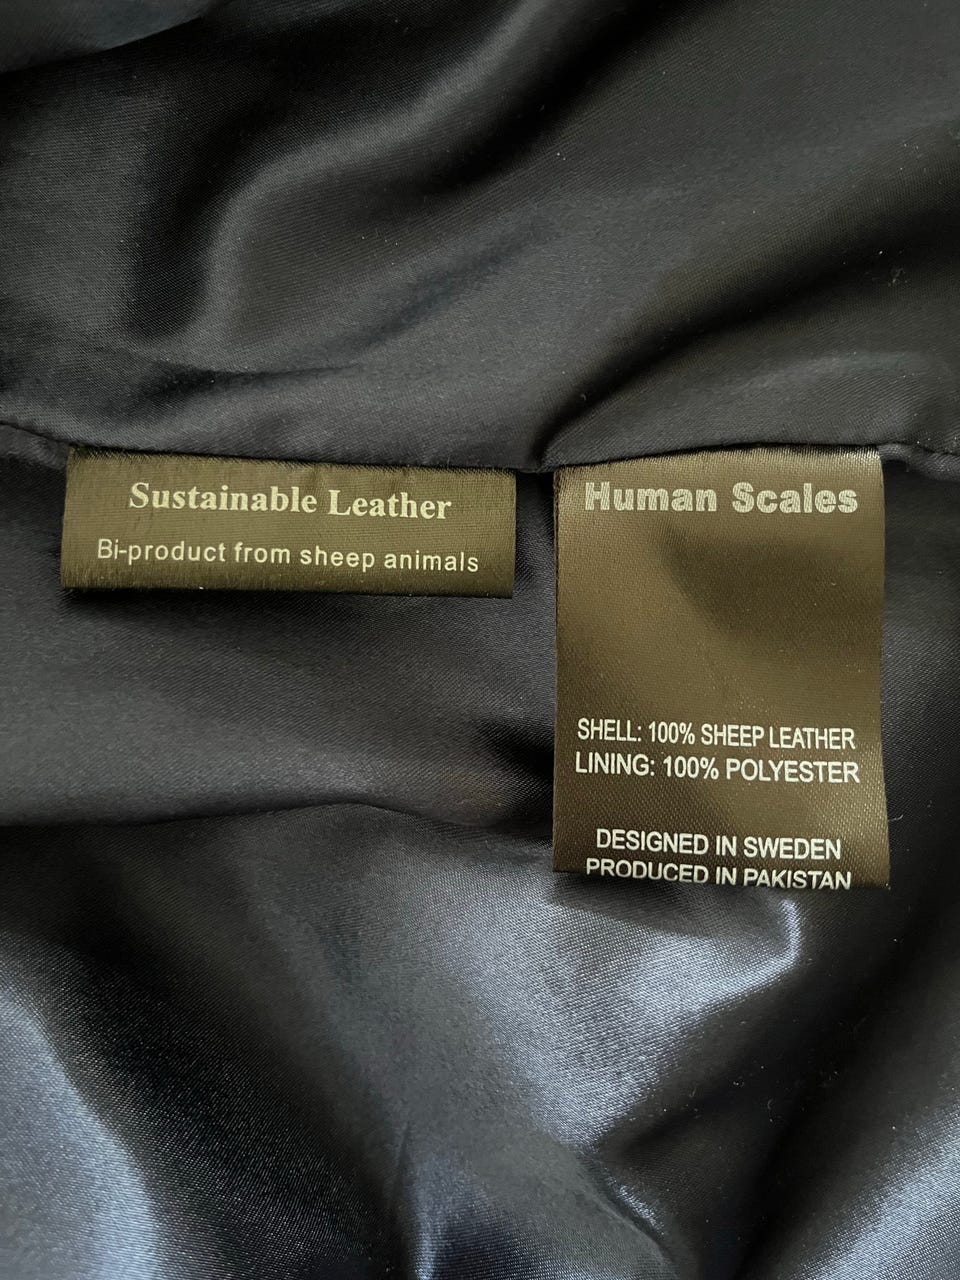 Sustainable Leather
Bi-product from sheep animals
Human Scales
SHELL: 100% SHEEP LEATHER
LINING: 100% POLYESTER
DESIGNED IN SWEDEN
PRODUCED IN PAKISTAN